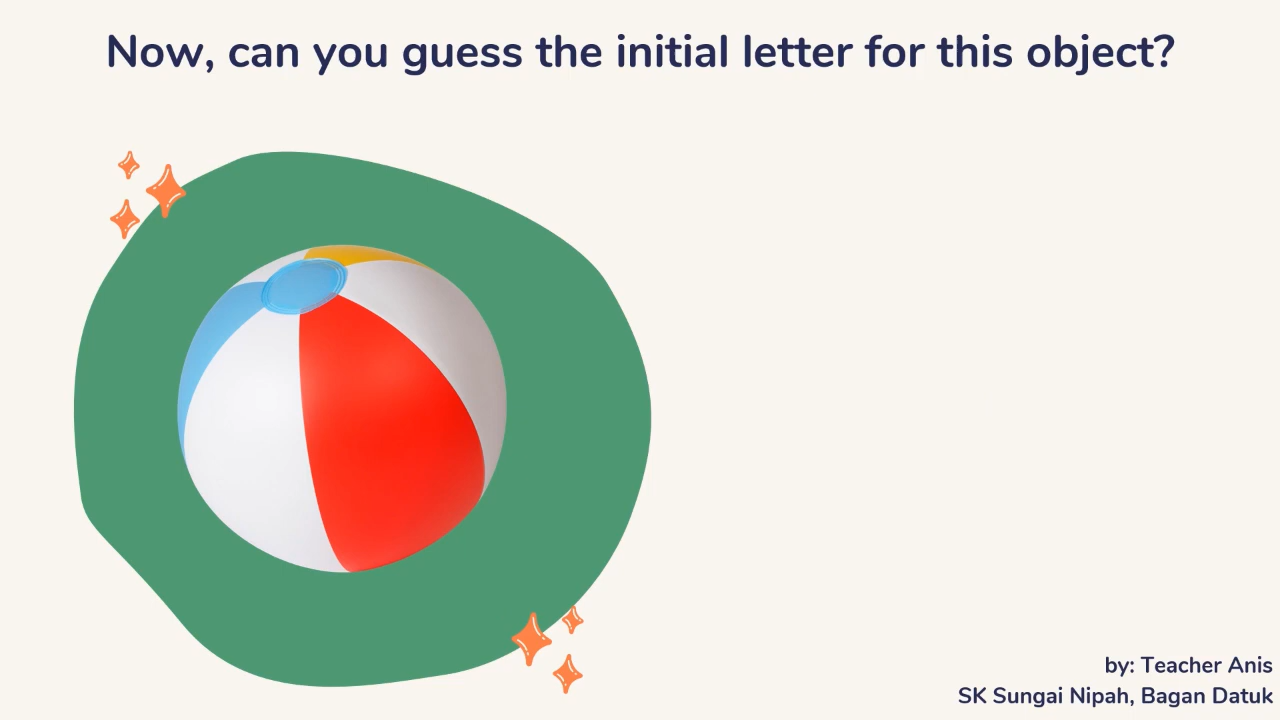 Now, can you guess the initial letter for this object?
by: Teacher Anis
SK Sungai Nipah, Bagan Datuk